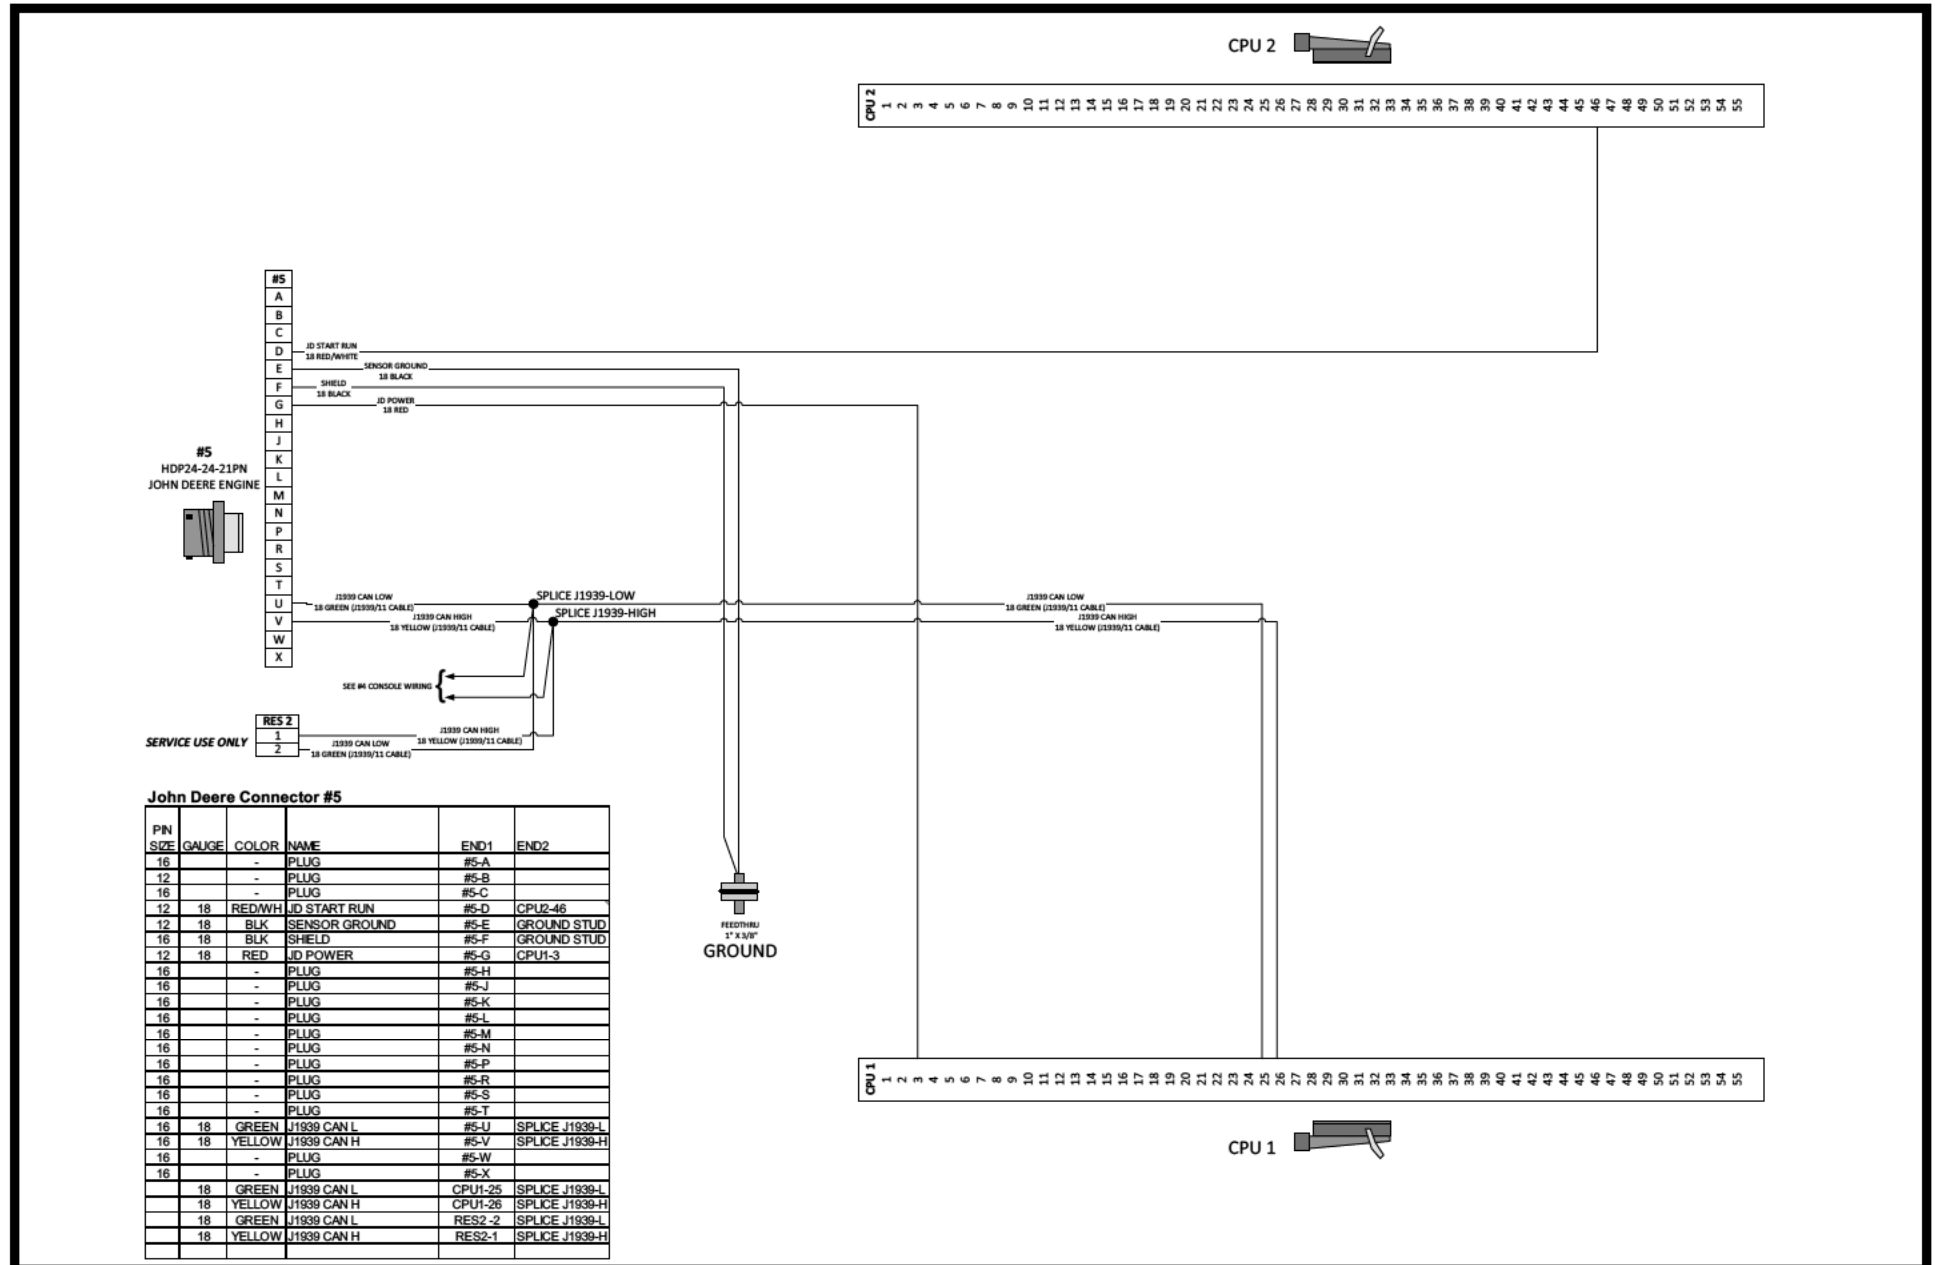 CPU 2
CPU 2 1 2 3 4 5 6 7 8 9 10 11 12 13 14 15 16 17 18 19 20 21 22 23 24 25 26 27 28 29 30 31 32 33 34 35 36 37 38 39 40 41 42 43 44 45 46 47 48 49 50 51 52 53 54 55
#5
A
B
C
D
E
F
G
H
J
K
L
M
N
P
R
S
T
U
V
W
X
JD START RUN
18 RED/WHITE
SENSOR GROUND
18 BLACK
SHIELD
18 BLACK
JD POWER
18 RED
#5
HDP24-24-21PN
JOHN DEERE ENGINE
J1939 CAN LOW
18 GREEN (J1939/11 CABLE)
J1939 CAN HIGH
18 YELLOW (J1939/11 CABLE)
SPLICE J1939-LOW
SPLICE J1939-HIGH
J1939 CAN LOW
18 GREEN (J1939/11 CABLE)
J1939 CAN HIGH
18 YELLOW (J1939/11 CABLE)
SEE #4 CONSOLE WIRING {
SERVICE USE ONLY
RES 2
1
2
J1939 CAN HIGH
18 YELLOW (J1939/11 CABLE)
J1939 CAN LOW
18 GREEN (J1939/11 CABLE)
FEEDTHRU
1" X 3/8"
GROUND
CPU 1 1 2 3 4 5 6 7 8 9 10 11 12 13 14 15 16 17 18 19 20 21 22 23 24 25 26 27 28 29 30 31 32 33 34 35 36 37 38 39 40 41 42 43 44 45 46 47 48 49 50 51 52 53 54 55
CPU 1
John Deere Connector #5
PIN
SIZE GAUGE COLOR NAME END1 END2
16 - PLUG #5-A
12 - PLUG #5-B
16 - PLUG #5-C
12 18 RED/WH JD START RUN #5-D CPU2-46
12 18 BLK SENSOR GROUND #5-E GROUND STUD
16 18 BLK SHIELD #5-F GROUND STUD
12 18 RED JD POWER #5-G CPU1-3
16 - PLUG #5-H
16 - PLUG #5-J
16 - PLUG #5-K
16 - PLUG #5-L
16 - PLUG #5-M
16 - PLUG #5-N
16 - PLUG #5-P
16 - PLUG #5-R
16 - PLUG #5-S
16 - PLUG #5-T
16 18 GREEN J1939 CAN L #5-U SPLICE J1939-L
16 18 YELLOW J1939 CAN H #5-V SPLICE J1939-H
16 - PLUG #5-W
16 - PLUG #5-X
18 GREEN J1939 CAN L CPU1-25 SPLICE J1939-L
18 YELLOW J1939 CAN H CPU1-26 SPLICE J1939-H
18 GREEN J1939 CAN L RES2 -2 SPLICE J1939-L
18 YELLOW J1939 CAN H RES2-1 SPLICE J1939-H